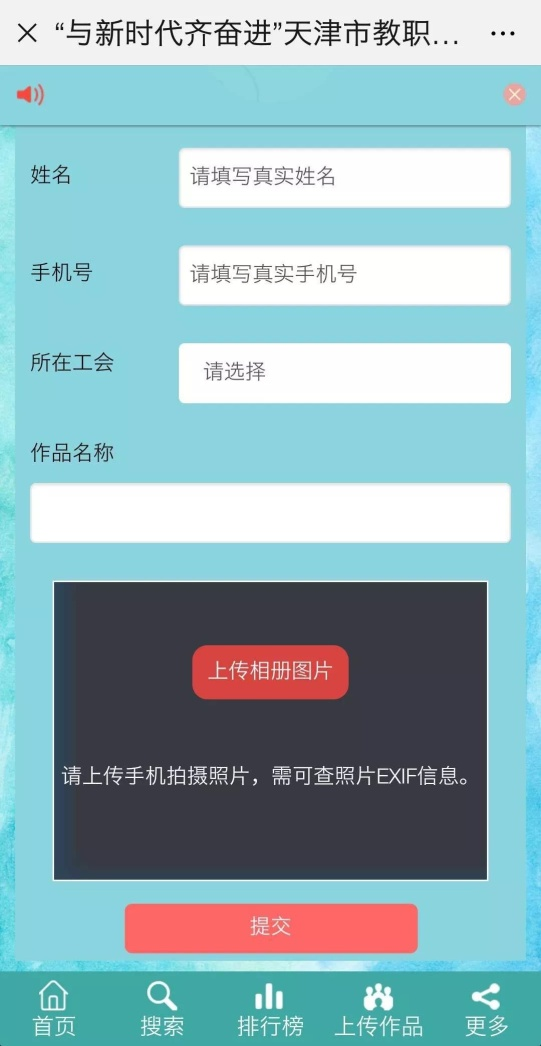 “与新时代齐奋进”天津市教职...
姓名
请填写真实姓名
手机号
请填写真实手机号
所在工会
请选择
作品名称
上传相册图片
请上传手机拍摄照片，需可查照片EXIF信息。
提交
首页
搜索
排行榜
上传作品
更多